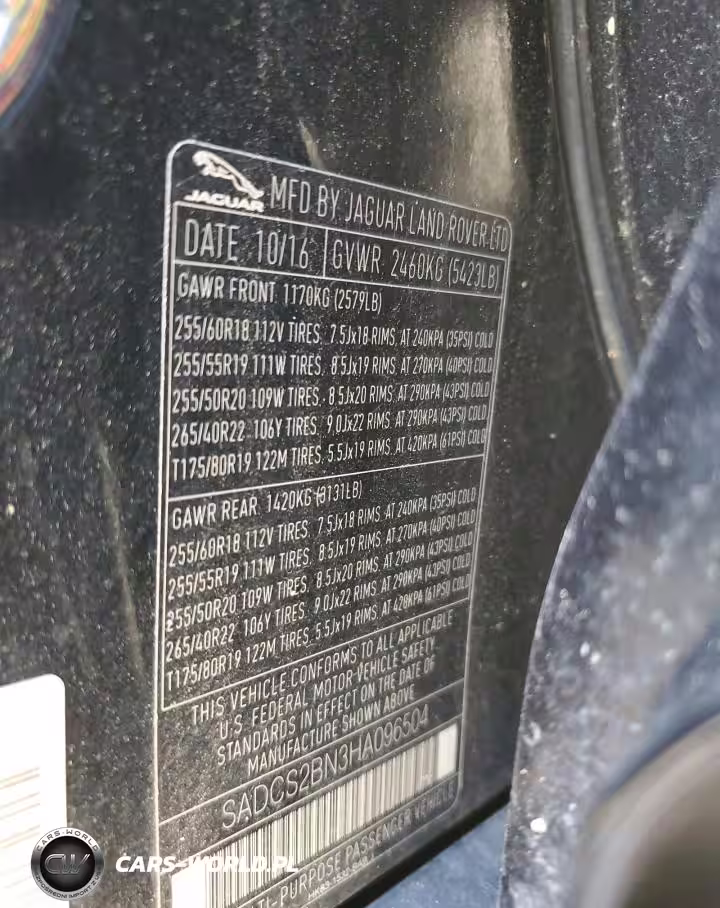 JAGUAR
MFD BY JAGUAR LAND ROVER LTD
DATE 10/16 GVWR 2460KG (5423LB)
GAWR FRONT 1170KG (2579LB)
255/60R18 112V TIRES, 7.5Jx18 RIMS, AT 240KPA (35PSI) COLD
255/55R19 111W TIRES, 8.5Jx19 RIMS, AT 270KPA (40PSI) COLD
255/50R20 109W TIRES, 8.5Jx20 RIMS, AT 290KPA (43PSI) COLD
265/40R22 106Y TIRES, 9.0Jx22 RIMS, AT 290KPA (43PSI) COLD
T175/80R19 122M TIRES, 5.5Jx19 RIMS, AT 420KPA (61PSI) COLD
GAWR REAR 1420KG (3131LB)
255/60R18 112V TIRES, 7.5Jx18 RIMS, AT 240KPA (35PSI) COLD
255/55R19 111W TIRES, 8.5Jx19 RIMS, AT 270KPA (40PSI) COLD
255/50R20 109W TIRES, 8.5Jx20 RIMS, AT 290KPA (43PSI) COLD
265/40R22 106Y TIRES, 9.0Jx22 RIMS, AT 290KPA (43PSI) COLD
T175/80R19 122M TIRES, 5.5Jx19 RIMS, AT 420KPA (61PSI) COLD
THIS VEHICLE CONFORMS TO ALL APPLICABLE
U.S. FEDERAL MOTOR VEHICLE SAFETY
STANDARDS IN EFFECT ON THE DATE OF
MANUFACTURE SHOWN ABOVE
SADCS2BN3HA096504
PURPOSE PASSENGER VEHICLE
CARS-WORLD
CW
CARS-WORLD.PL